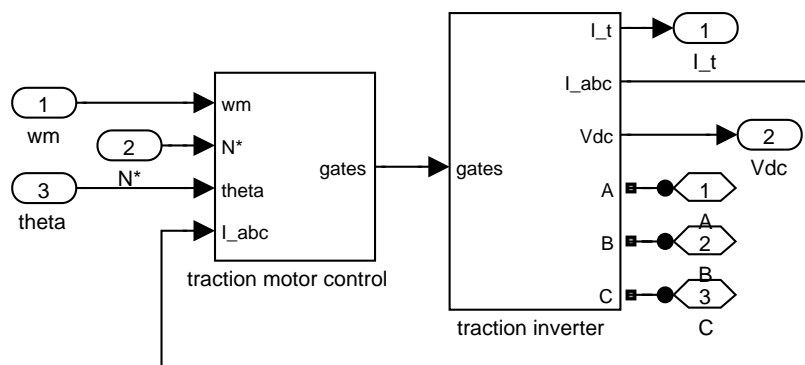 1
wm
2
N*
3
theta
wm
N*
theta
I_abc
gates
traction motor control
gates
I_t
I_abc
Vdc
A
B
C
traction inverter
1
I_t
2
Vdc
1
A
2
B
3
C